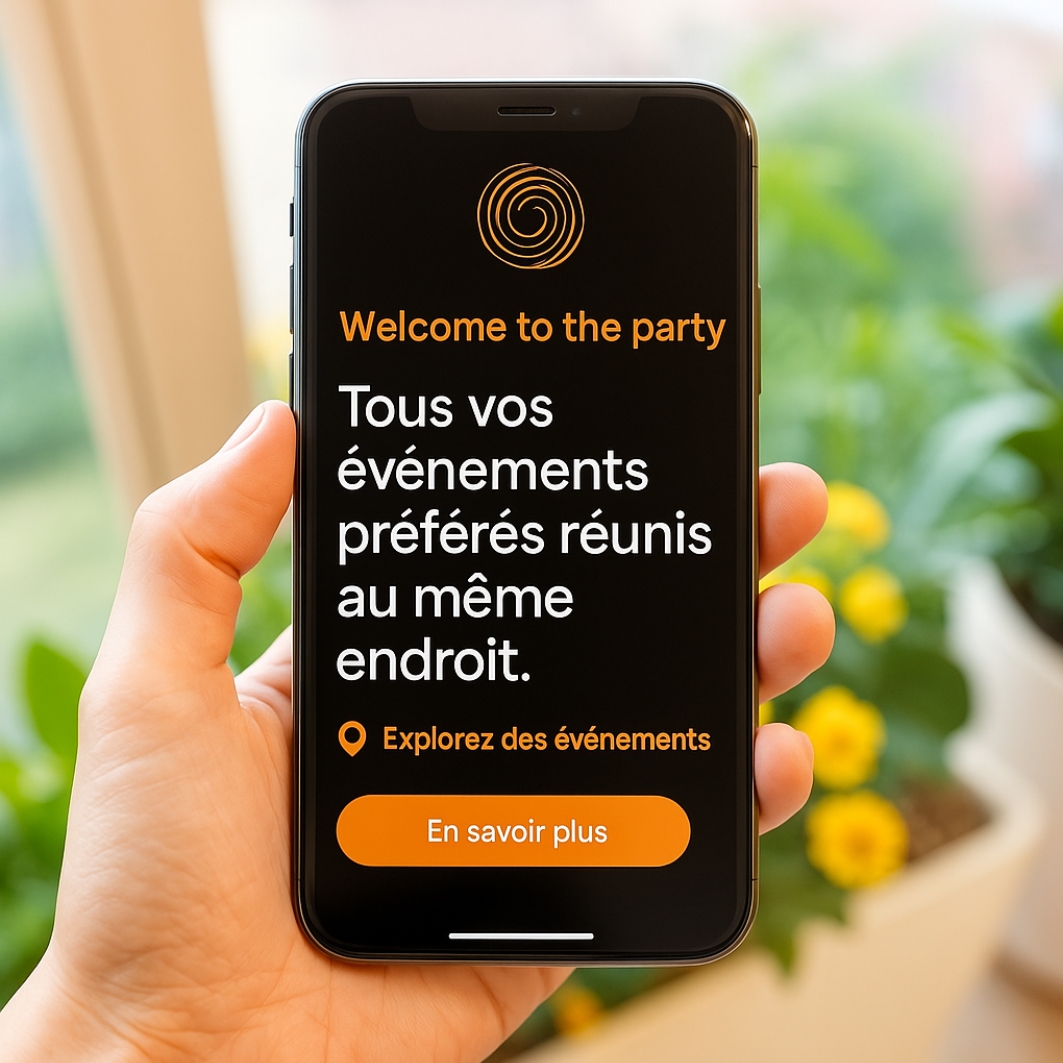 Welcome to the party
Tous vos
événements
préférés réunis
au même
endroit.
Explorez des événements
En savoir plus